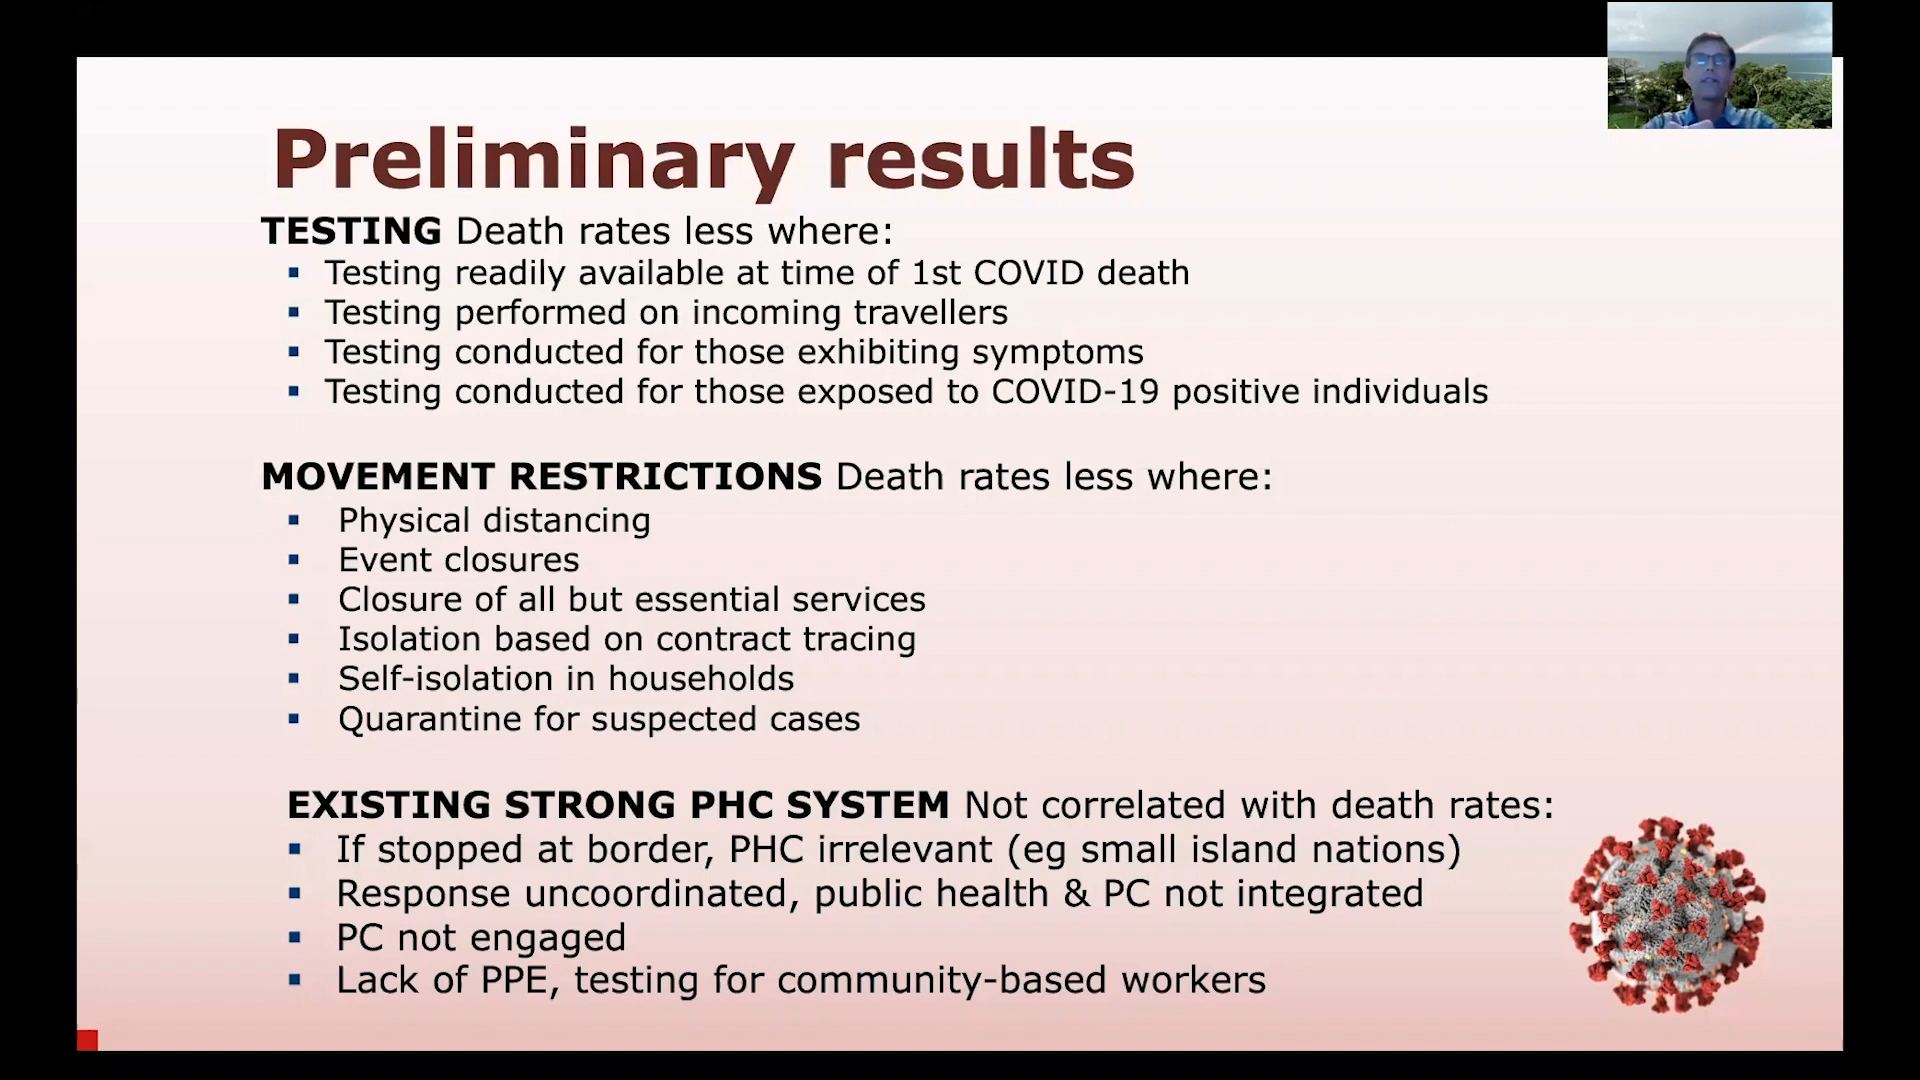 Preliminary results
TESTING Death rates less where:
▪ Testing readily available at time of 1st COVID death
▪ Testing performed on incoming travellers
▪ Testing conducted for those exhibiting symptoms
▪ Testing conducted for those exposed to COVID-19 positive individuals
MOVEMENT RESTRICTIONS Death rates less where:
▪ Physical distancing
▪ Event closures
▪ Closure of all but essential services
▪ Isolation based on contract tracing
▪ Self-isolation in households
▪ Quarantine for suspected cases
EXISTING STRONG PHC SYSTEM Not correlated with death rates:
▪ If stopped at border, PHC irrelevant (eg small island nations)
▪ Response uncoordinated, public health & PC not integrated
▪ PC not engaged
▪ Lack of PPE, testing for community-based workers